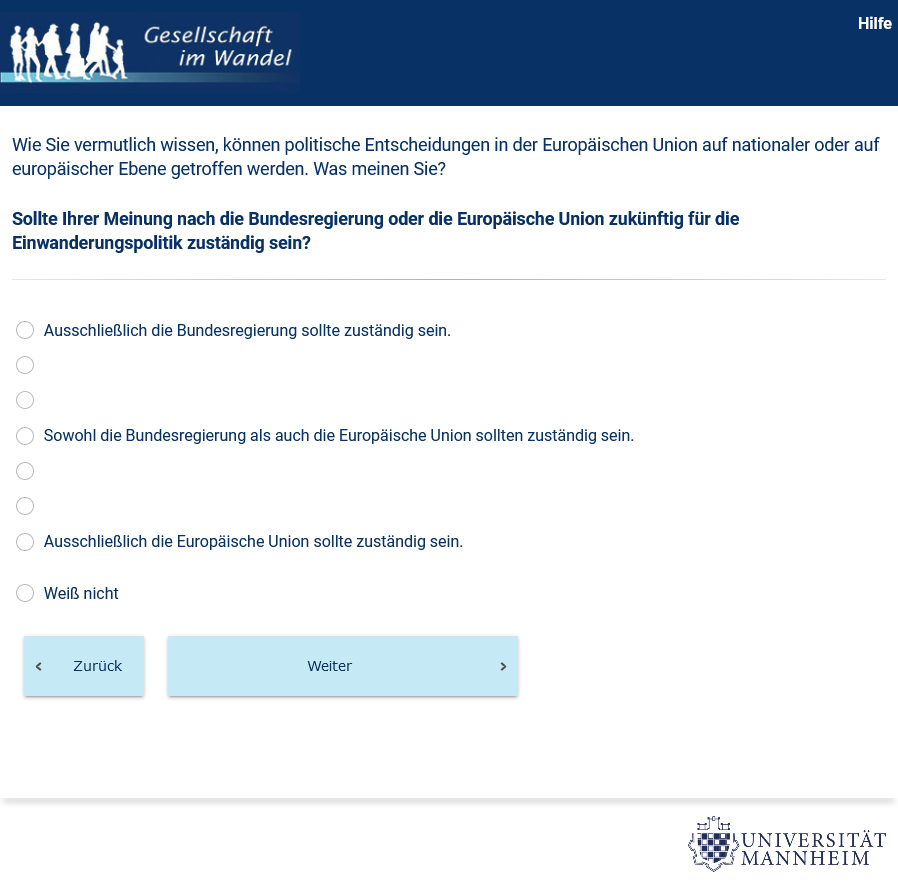 Gesellschaft
im Wandel
Hilfe
Wie Sie vermutlich wissen, können politische Entscheidungen in der Europäischen Union auf nationaler oder auf
europäischer Ebene getroffen werden. Was meinen Sie?
Sollte Ihrer Meinung nach die Bundesregierung oder die Europäische Union zukünftig für die
Einwanderungspolitik zuständig sein?
Ausschließlich die Bundesregierung sollte zuständig sein.
Sowohl die Bundesregierung als auch die Europäische Union sollten zuständig sein.
Ausschließlich die Europäische Union sollte zuständig sein.
Weiß nicht
Zurück
Weiter
UNIVERSITÄT
MANNHEIM